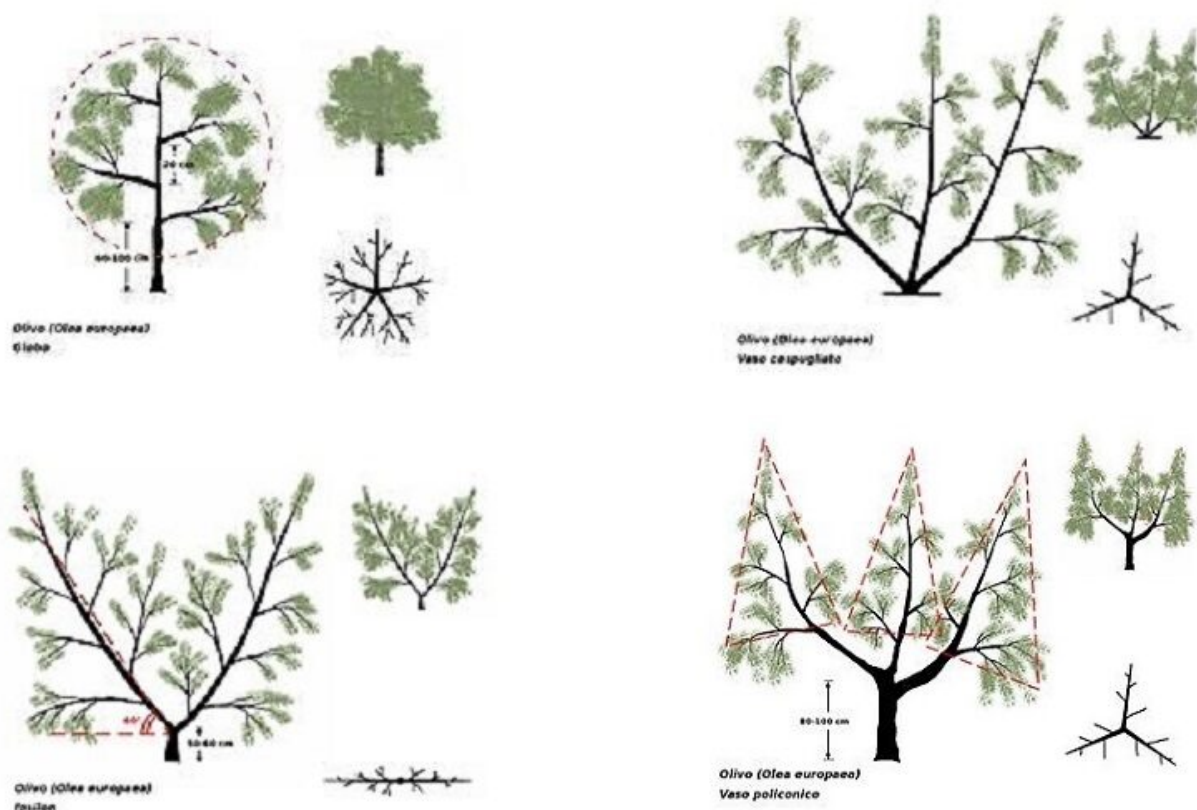 20 cm
60-100 cm
Olivo (Olea europaea)
Globo
Olivo (Olea europaea)
Vaso cespugliato
50-60 cm
Olivo (Olea europaea)
Ipsilon
80-100 cm
Olivo (Olea europaea)
Vaso policonico